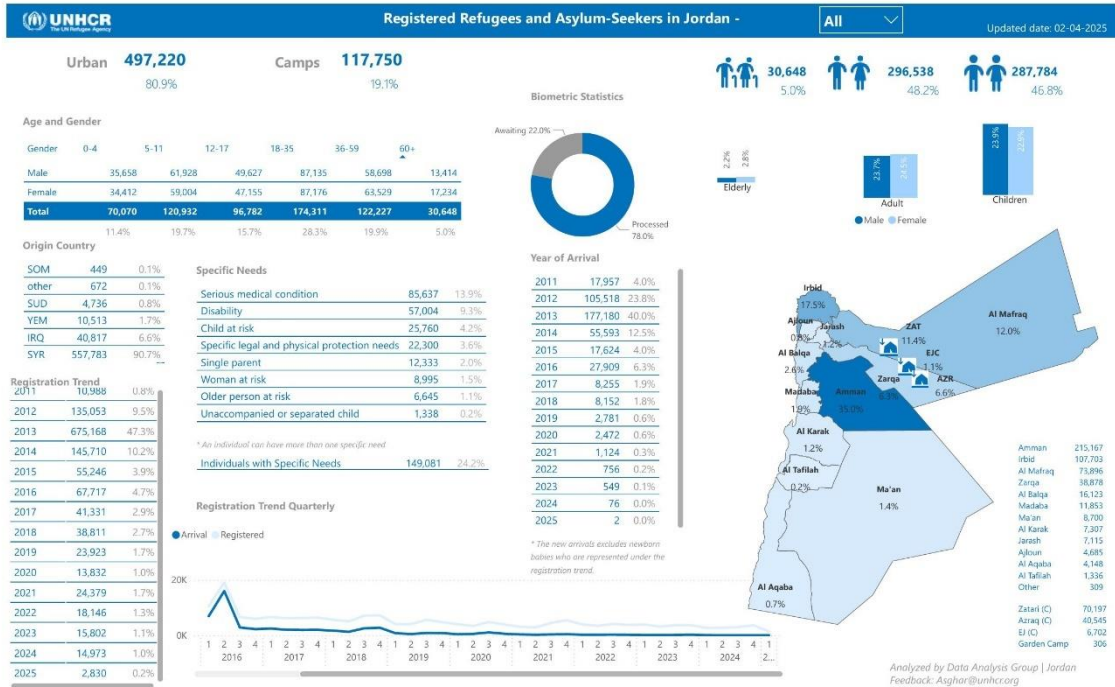 UNHCR
The UN Refugee Agency
Registered Refugees and Asylum-Seekers in Jordan -
All
Updated date: 02-04-2025
Urban 497,220
80.9%
Camps 117,750
19.1%
30,648
5.0%
296,538
48.2%
287,784
46.8%
Age and Gender
Gender 0-4 5-11 12-17 18-35 36-59 60+
Male 35,658 61,928 49,627 87,135 58,698 13,414
Female 34,412 59,004 47,155 87,176 63,529 17,234
Total 70,070 120,932 96,782 174,311 122,227 30,648
11.4% 19.7% 15.7% 28.3% 19.9% 5.0%
Biometric Statistics
Awaiting 22.0%
Processed
78.0%
2.2% 2.8%
Elderly
23.7% 24.5%
Adult
23.9% 22.9%
Children
Male Female
Origin Country
SOM 449 0.1%
other 672 0.1%
SUD 4,736 0.8%
YEM 10,513 1.7%
IRQ 40,817 6.6%
SYR 557,783 90.7%
Registration Trend
2011 10,988 0.8%
2012 135,053 9.5%
2013 675,168 47.3%
2014 145,710 10.2%
2015 55,246 3.9%
2016 67,717 4.7%
2017 41,331 2.9%
2018 38,811 2.7%
2019 23,923 1.7%
2020 13,832 1.0%
2021 24,379 1.7%
2022 18,146 1.3%
2023 15,802 1.1%
2024 14,973 1.0%
2025 2,830 0.2%
Specific Needs
Serious medical condition 85,637 13.9%
Disability 57,004 9.3%
Child at risk 25,760 4.2%
Specific legal and physical protection needs 22,300 3.6%
Single parent 12,333 2.0%
Woman at risk 8,995 1.5%
Older person at risk 6,645 1.1%
Unaccompanied or separated child 1,338 0.2%
* An individual can have more than one specific need
Individuals with Specific Needs 149,081 24.2%
Year of Arrival
2011 17,957 4.0%
2012 105,518 23.8%
2013 177,180 40.0%
2014 55,593 12.5%
2015 17,624 4.0%
2016 27,909 6.3%
2017 8,255 1.9%
2018 8,152 1.8%
2019 2,781 0.6%
2020 2,472 0.6%
2021 1,124 0.3%
2022 756 0.2%
2023 549 0.1%
2024 76 0.0%
2025 2 0.0%
* The new arrivals excludes newborn
babies who are represented under the
registration trend.
Registration Trend Quarterly
Arrival Registered
20K
0K
1 2 3 4 1 2 3 4 1 2 3 4 1 2 3 4 1 2 3 4 1 2 3 4 1 2 3 4 1 2 3 4 1 2 3 4 1
2016 2017 2018 2019 2020 2021 2022 2023 2024 2...
Irbid
17.5%
Ajloun
0.8%
Jarash
1.2%
ZAT
11.4%
Al Mafraq
12.0%
EJC
1.1%
Al Balqa
2.6%
Zarqa
6.3%
AZR
6.6%
Madaba
1.9%
Amman
35.0%
Al Karak
1.2%
Al Tafilah
0.2%
Ma'an
1.4%
Al Aqaba
0.7%
Amman 215,167
Irbid 107,703
Al Mafraq 73,896
Zarqa 38,878
Al Balqa 16,123
Madaba 11,853
Ma'an 8,700
Al Karak 7,307
Jarash 7,115
Ajloun 4,685
Al Aqaba 4,148
Al Tafilah 1,336
Other 309
Zatari (C) 70,197
Azraq (C) 40,545
EJ (C) 6,702
Garden Camp 306
Analyzed by Data Analysis Group | Jordan
Feedback: Asghar@unhcr.org